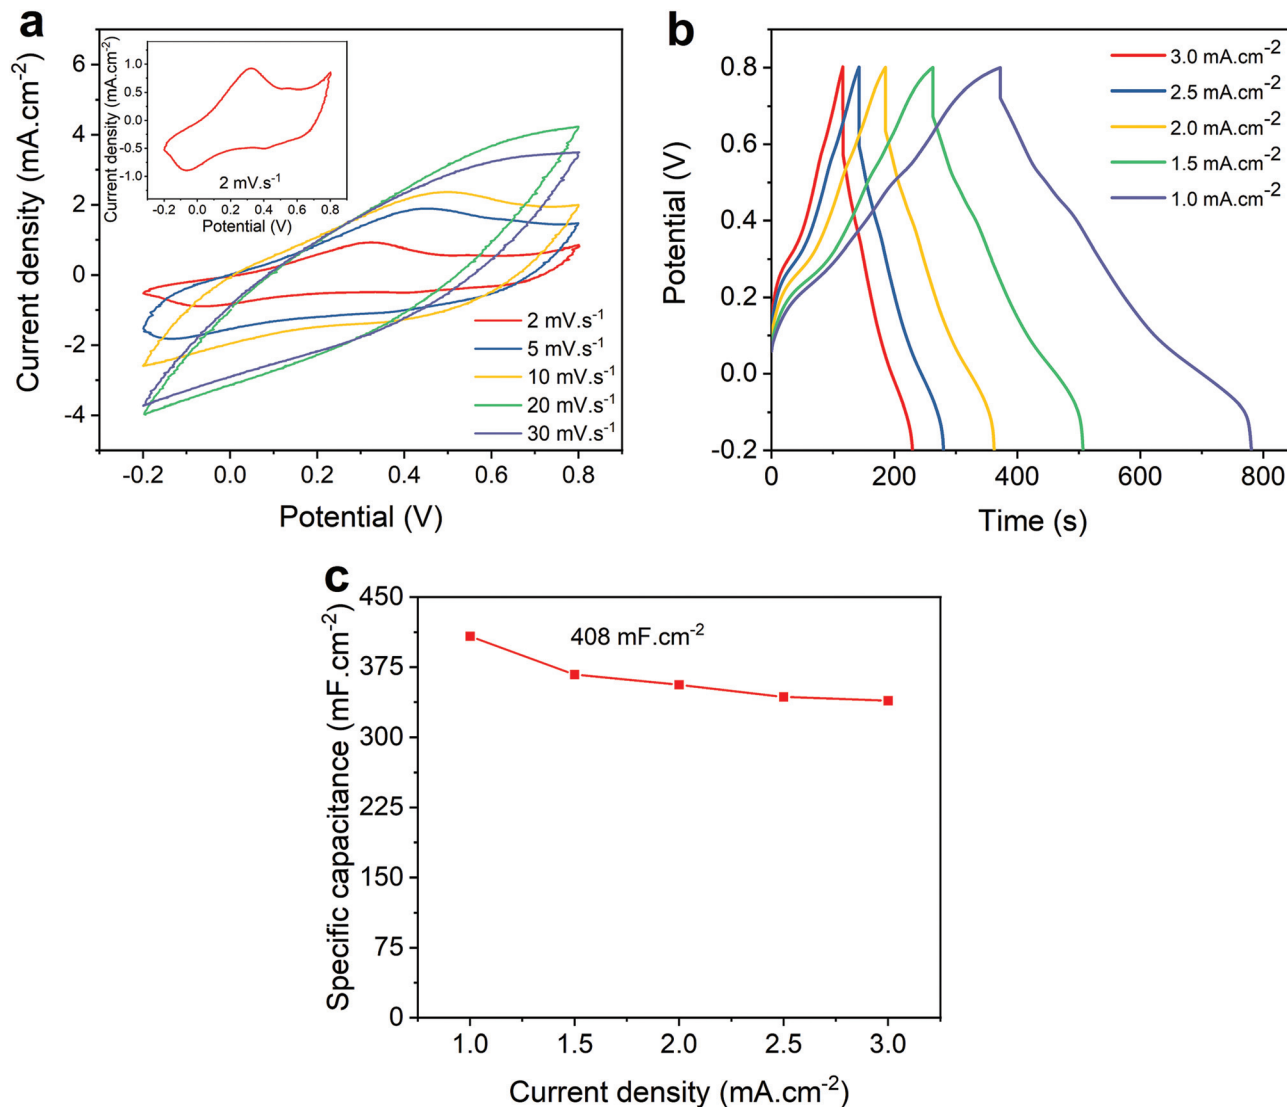 a
Current density (mA.cm⁻²)
6
4
2
0
-2
-4
-0.2 0.0 0.2 0.4 0.6 0.8
Potential (V)
Current density (mA.cm⁻²)
1.0
0.5
0.0
-0.5
-1.0
2 mV.s⁻¹
-0.2 0.0 0.2 0.4 0.6 0.8
Potential (V)
2 mV.s⁻¹
5 mV.s⁻¹
10 mV.s⁻¹
20 mV.s⁻¹
30 mV.s⁻¹
b
Potential (V)
0.8
0.6
0.4
0.2
0.0
-0.2
0 200 400 600 800
Time (s)
3.0 mA.cm⁻²
2.5 mA.cm⁻²
2.0 mA.cm⁻²
1.5 mA.cm⁻²
1.0 mA.cm⁻²
c
Specific capacitance (mF.cm⁻²)
450
375
300
225
150
75
0
408 mF.cm⁻²
1.0 1.5 2.0 2.5 3.0
Current density (mA.cm⁻²)